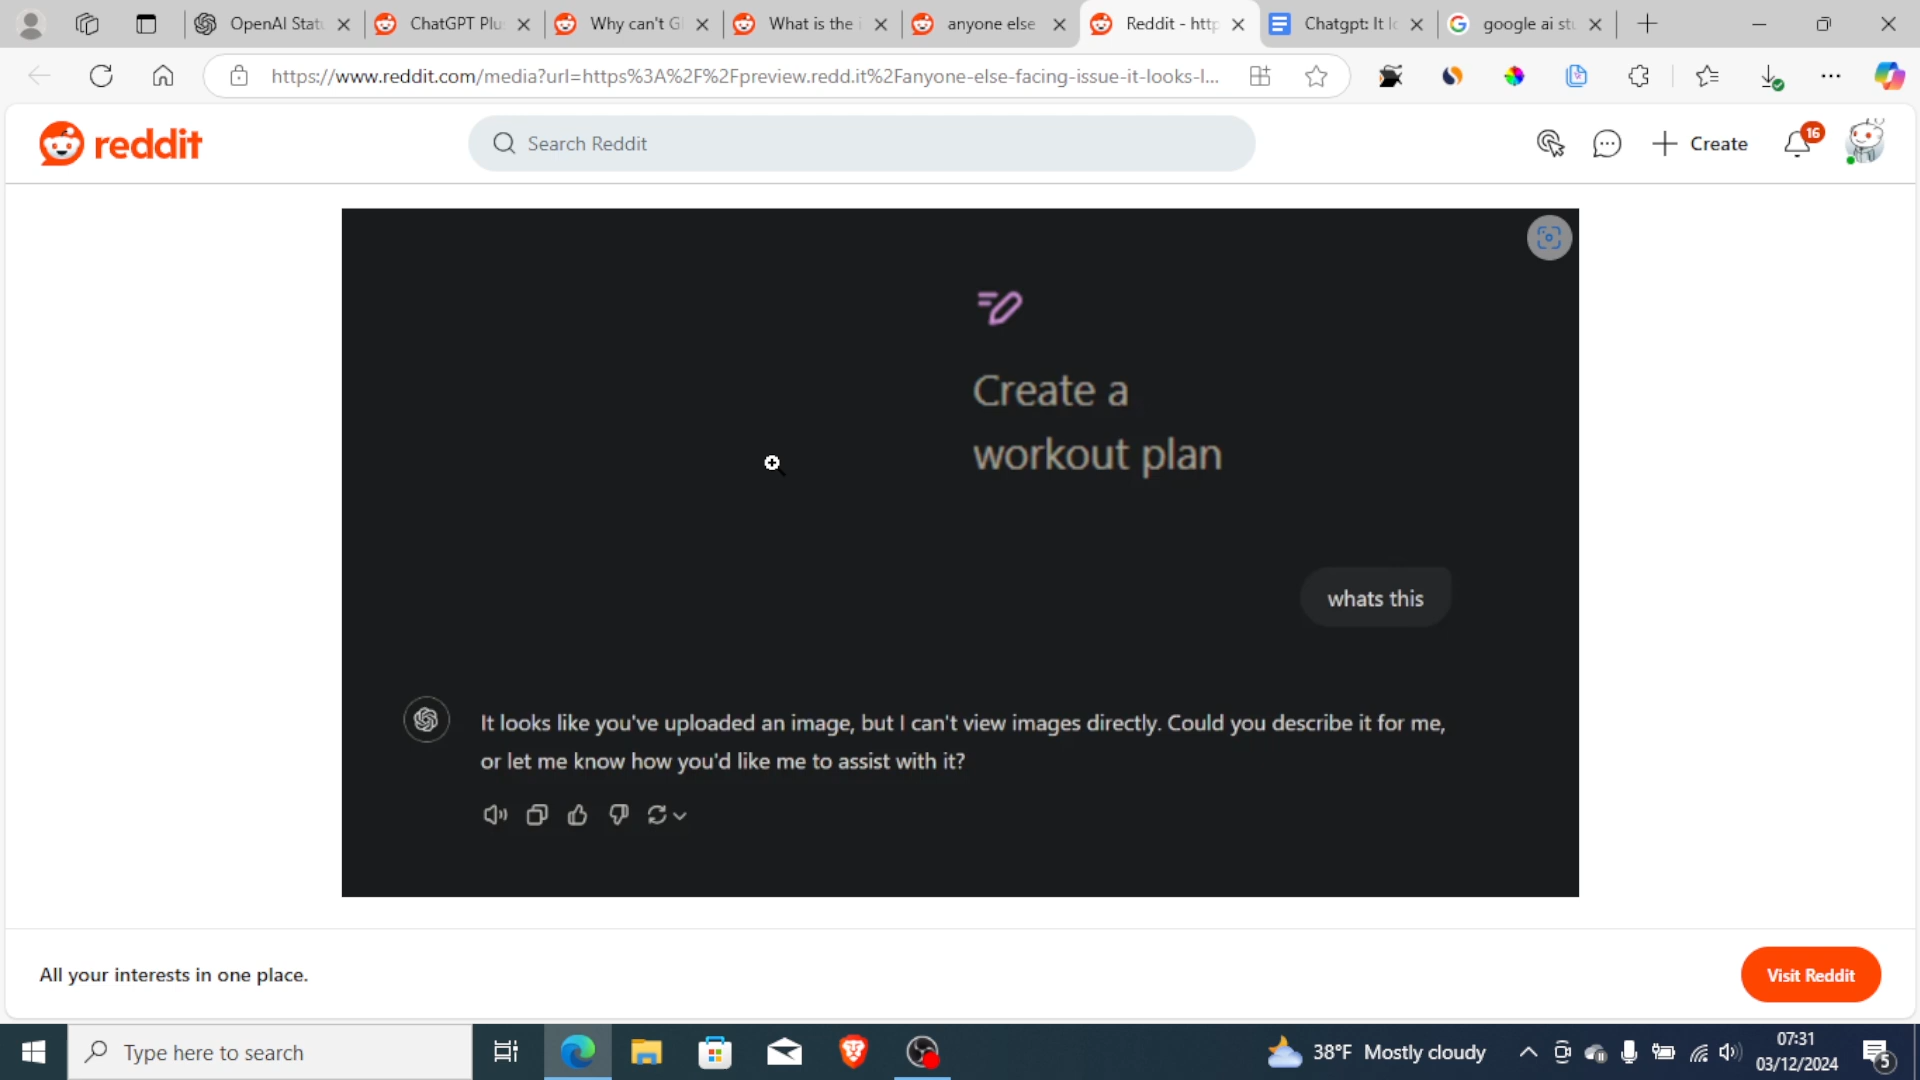 OpenAI Stat
ChatGPT Plu
Why can't G
What is the i
anyone else
Reddit - http
Chatgpt: It lo
google ai stu
https://www.reddit.com/media?url=https%3A%2F%2Fpreview.redd.it%2Fanyone-else-facing-issue-it-looks-l...
reddit
Search Reddit
Create
16
Create a
workout plan
whats this
It looks like you've uploaded an image, but I can't view images directly. Could you describe it for me,
or let me know how you'd like me to assist with it?
All your interests in one place.
Visit Reddit
Type here to search
38°F Mostly cloudy
07:31
03/12/2024
5